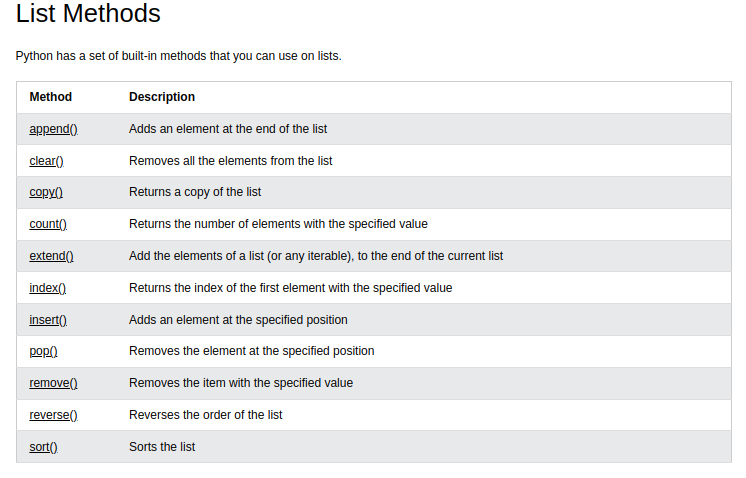 List Methods
Python has a set of built-in methods that you can use on lists.
Method Description
append() Adds an element at the end of the list
clear() Removes all the elements from the list
copy() Returns a copy of the list
count() Returns the number of elements with the specified value
extend() Add the elements of a list (or any iterable), to the end of the current list
index() Returns the index of the first element with the specified value
insert() Adds an element at the specified position
pop() Removes the element at the specified position
remove() Removes the item with the specified value
reverse() Reverses the order of the list
sort() Sorts the list